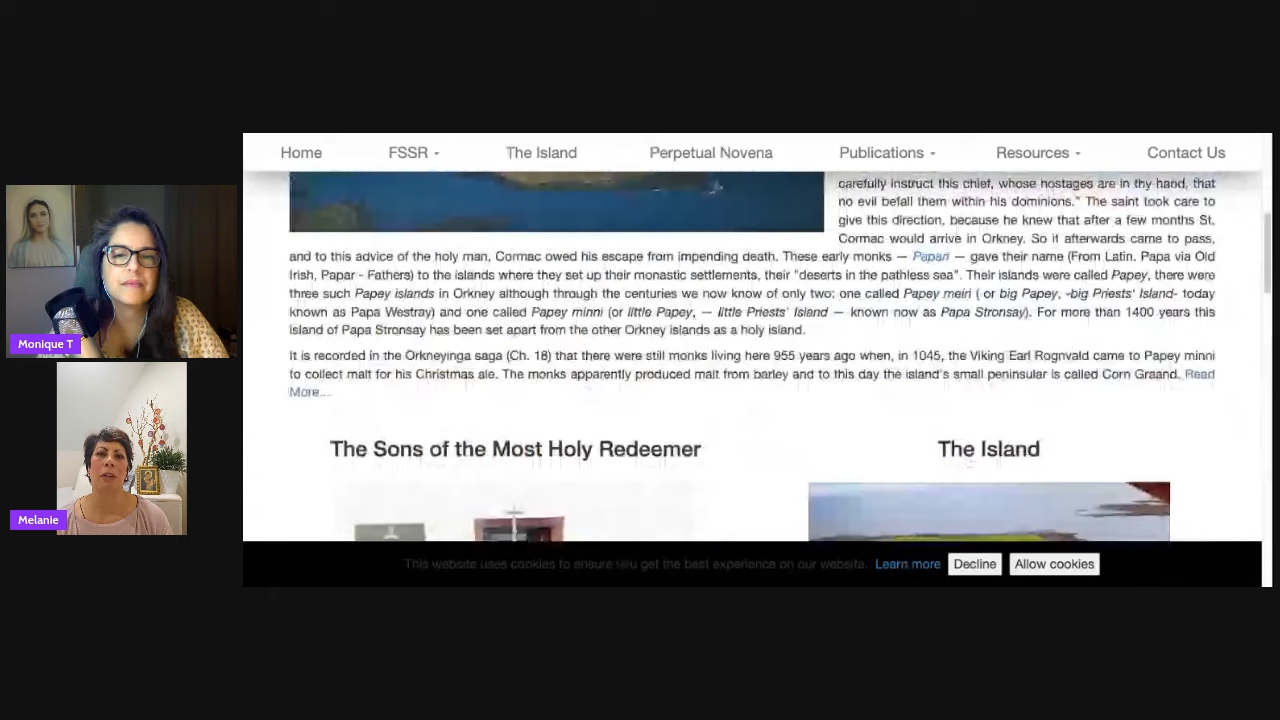 Home FSSR The Island Perpetual Novena Publications Resources Contact Us
carefully instruct this chief, whose hostages are in thy hand, that
no evil befall them within his dominions." The saint took care to
give this direction, because he knew that after a few months St.
Cormac would arrive in Orkney. So it afterwards came to pass,
and to this advice of the holy man, Cormac owed his escape from impending death. These early monks — Papari — gave their name (From Latin, Papa via Old
Irish, Papar - Fathers) to the islands where they set up their monastic settlements, their "deserts in the pathless sea". Their islands were called Papey, there were
three such Papey islands in Orkney although through the centuries we now know of only two; one called Papey meiri ( or big Papey, -big Priests' Island- today
known as Papa Westray) and one called Papey minni (or little Papey, — little Priests' Island — known now as Papa Stronsay). For more than 1400 years this
island of Papa Stronsay has been set apart from the other Orkney islands as a holy island.
It is recorded in the Orkneyinga saga (Ch. 18) that there were still monks living here 955 years ago when, in 1045, the Viking Earl Rognvald came to Papey minni
to collect malt for his Christmas ale. The monks apparently produced malt from barley and to this day the island's small peninsular is called Corn Graand. Read
More...
The Sons of the Most Holy Redeemer
The Island
This website uses cookies to ensure you get the best experience on our website. Learn more Decline Allow cookies
Monique T
Melanie